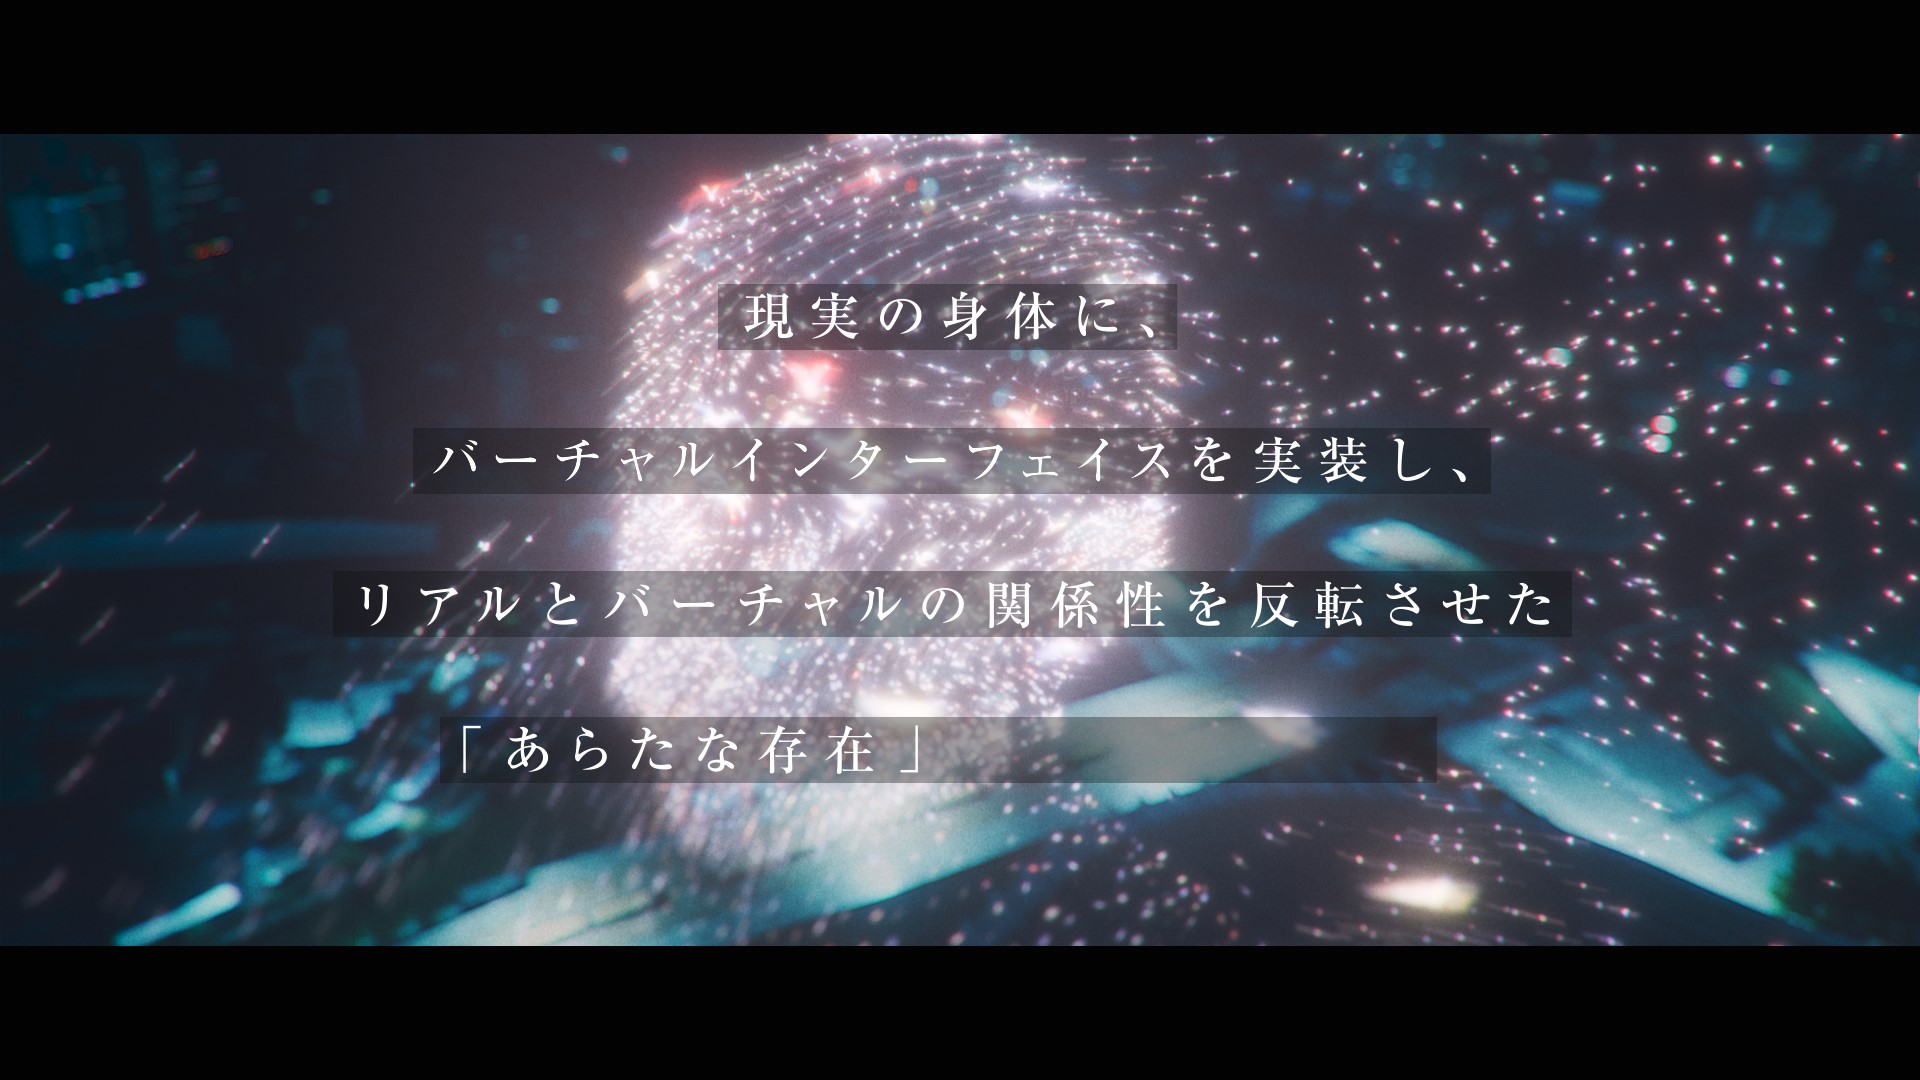 現実の身体に、
バーチャルインターフェイスを実装し、
リアルとバーチャルの関係性を反転させた
「あらたな存在」